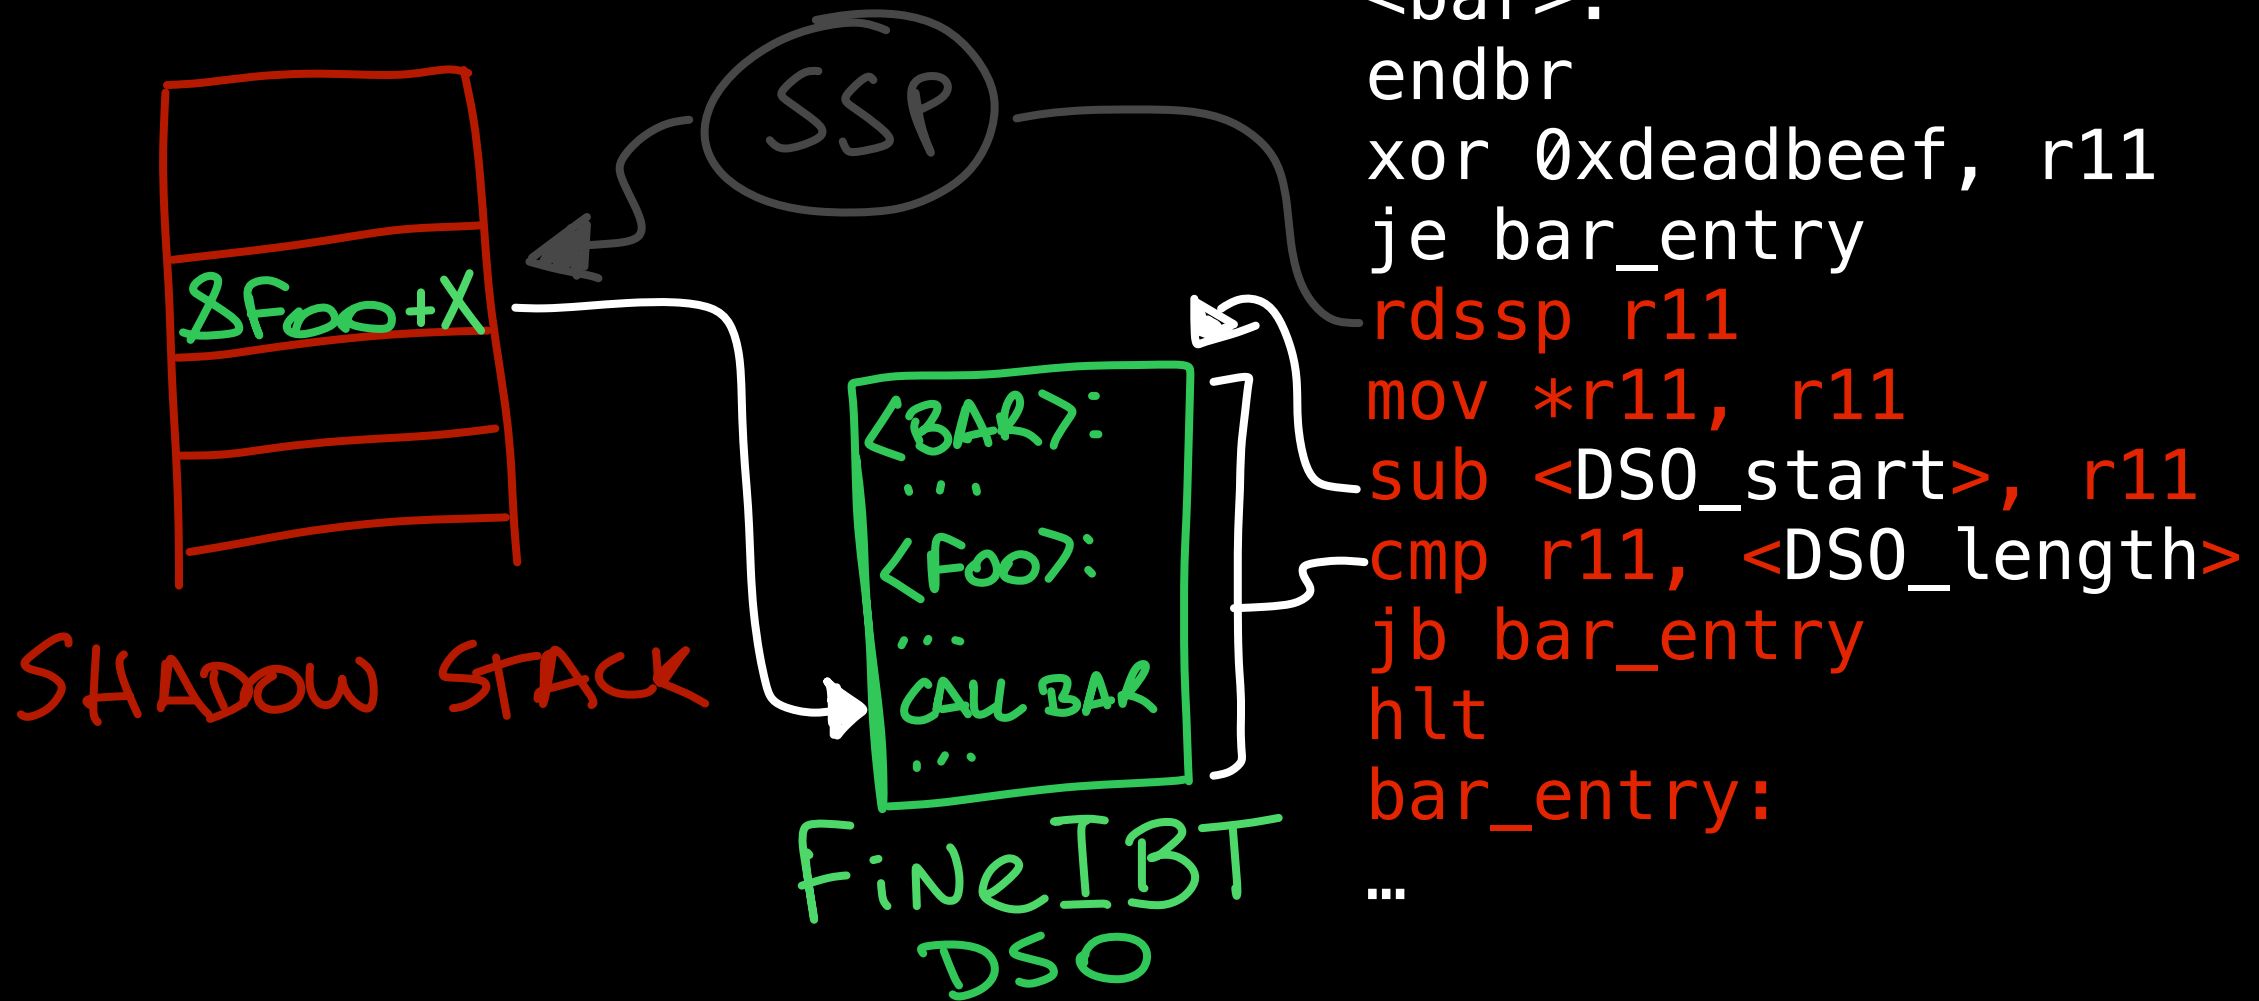 SSP
&Foo+X
SHADOW STACK
<BAR>:
...
<Foo>:
...
CALL BAR
...
FiNeIBT
DSO
<bar>:
endbr
xor 0xdeadbeef, r11
je bar_entry
rdssp r11
mov *r11, r11
sub <DSO_start>, r11
cmp r11, <DSO_length>
jb bar_entry
hlt
bar_entry:
…